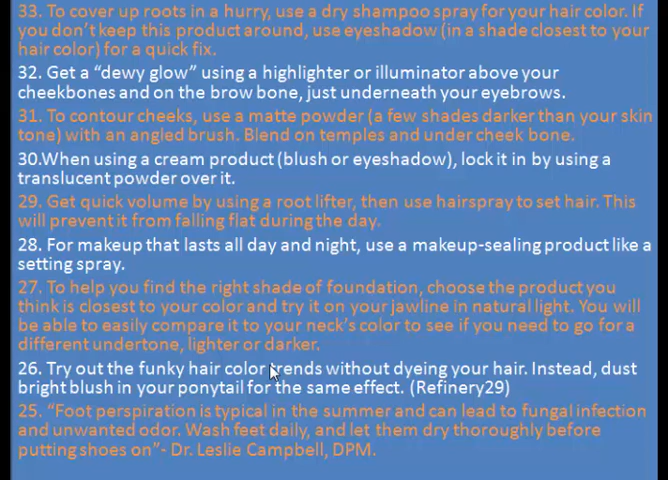 33. To cover up roots in a hurry, use a dry shampoo spray for your hair color. If
you don't keep this product around, use eyeshadow (in a shade closest to your
hair color) for a quick fix.
32. Get a “dewy glow” using a highlighter or illuminator above your
cheekbones and on the brow bone, just underneath your eyebrows.
31. To contour cheeks, use a matte powder (a few shades darker than your skin
tone) with an angled brush. Blend on temples and under cheek bone.
30.When using a cream product (blush or eyeshadow), lock it in by using a
translucent powder over it.
29. Get quick volume by using a root lifter, then use hairspray to set hair. This
will prevent it from falling flat during the day.
28. For makeup that lasts all day and night, use a makeup-sealing product like a
setting spray.
27. To help you find the right shade of foundation, choose the product you
think is closest to your color and try it on your jawline in natural light. You will
be able to easily compare it to your neck's color to see if you need to go for a
different undertone, lighter or darker.
26. Try out the funky hair color trends without dyeing your hair. Instead, dust
bright blush in your ponytail for the same effect. (Refinery29)
25. “Foot perspiration is typical in the summer and can lead to fungal infection
and unwanted odor. Wash feet daily, and let them dry thoroughly before
putting shoes on”- Dr. Leslie Campbell, DPM.